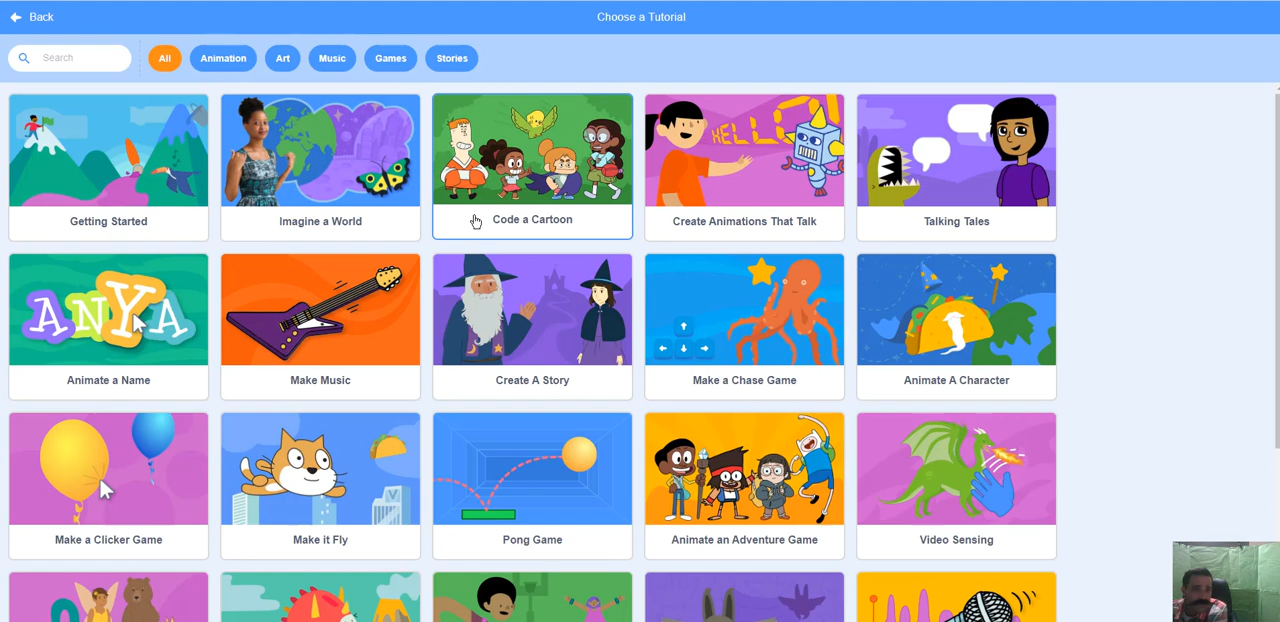 Back
Choose a Tutorial
Search
All
Animation
Art
Music
Games
Stories
HELLO
Getting Started
Imagine a World
Code a Cartoon
Create Animations That Talk
Talking Tales
ANYA
Animate a Name
Make Music
Create A Story
Make a Chase Game
Animate A Character
Make a Clicker Game
Make it Fly
Pong Game
Animate an Adventure Game
Video Sensing